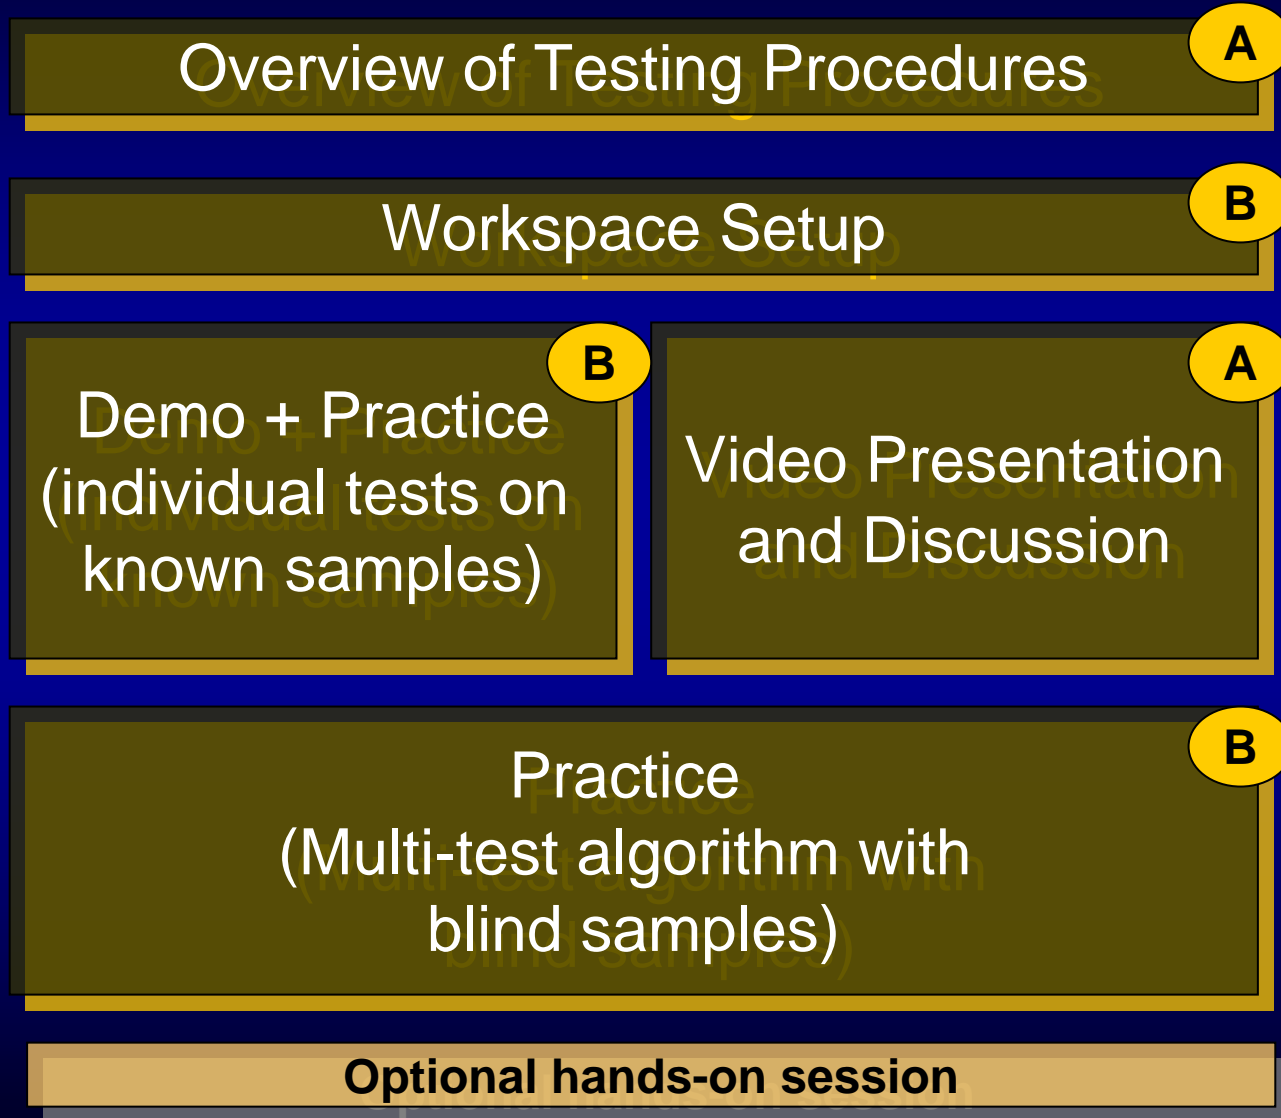 Overview of Testing Procedures
A
Workspace Setup
B
Demo + Practice
(individual tests on
known samples)
B
Video Presentation
and Discussion
A
Practice
(Multi-test algorithm with
blind samples)
B
Optional hands-on session